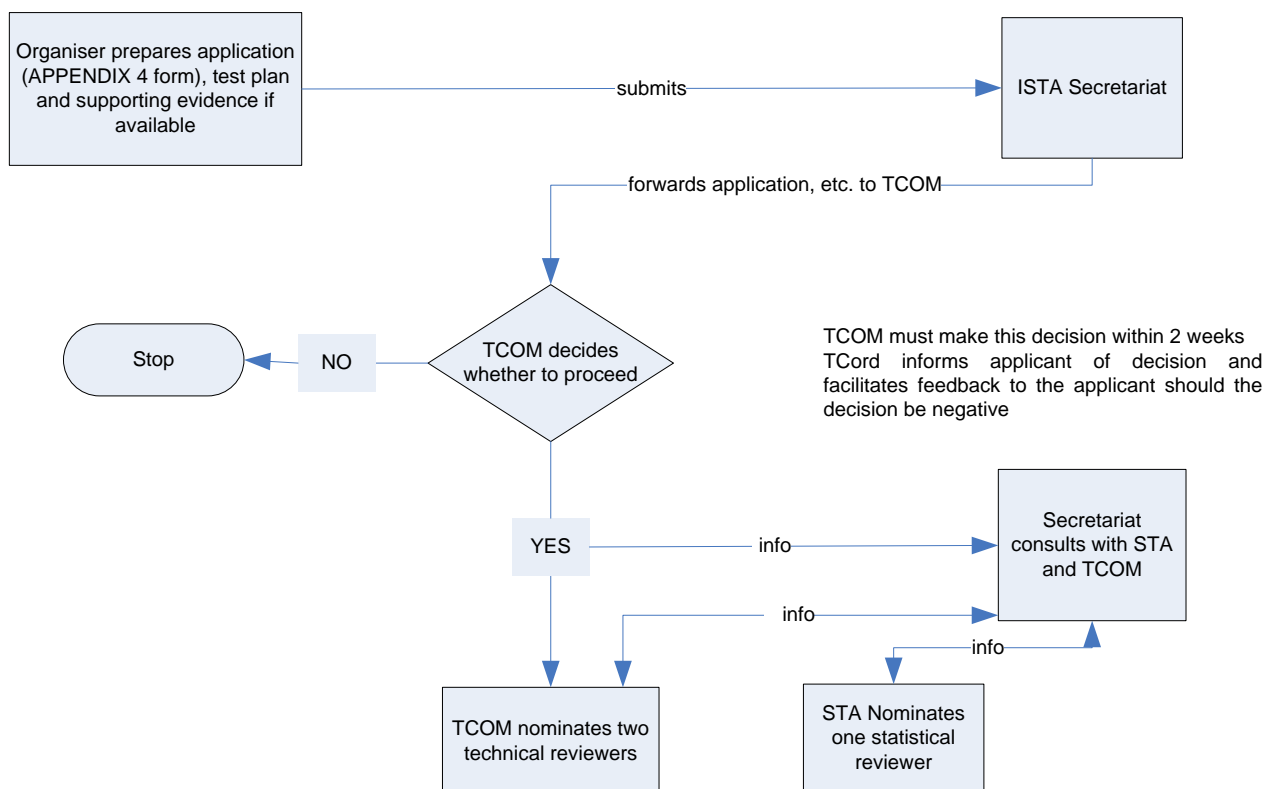 Organiser prepares application
(APPENDIX 4 form), test plan
and supporting evidence if
available
submits
ISTA Secretariat
forwards application, etc. to TCOM
TCOM decides
whether to proceed
NO
Stop
TCOM must make this decision within 2 weeks
TCord informs applicant of decision and
facilitates feedback to the applicant should the
decision be negative
YES
info
Secretariat
consults with STA
and TCOM
info
info
TCOM nominates two
technical reviewers
STA Nominates
one statistical
reviewer